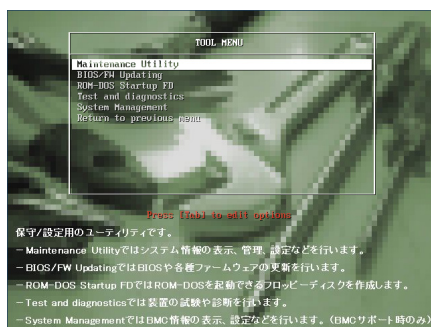 TOOL MENU
Maintenance Utility
BIOS/FW Updating
ROM-DOS Startup FD
Test and diagnostics
System Management
Return to previous menu
Press [Tab] to edit options
保守/設定用のユーティリティです。
－Maintenance Utilityではシステム情報の表示、管理、設定などを行います。
－BIOS/FW UpdatingではBIOSや各種ファームウェアの更新を行います。
－ROM-DOS Startup FDではROM-DOSを起動できるフロッピーディスクを作成します。
－Test and diagnosticsでは装置の試験や診断を行います。
－System ManagementではBMC情報の表示、設定などを行います。(BMCサポート時のみ)